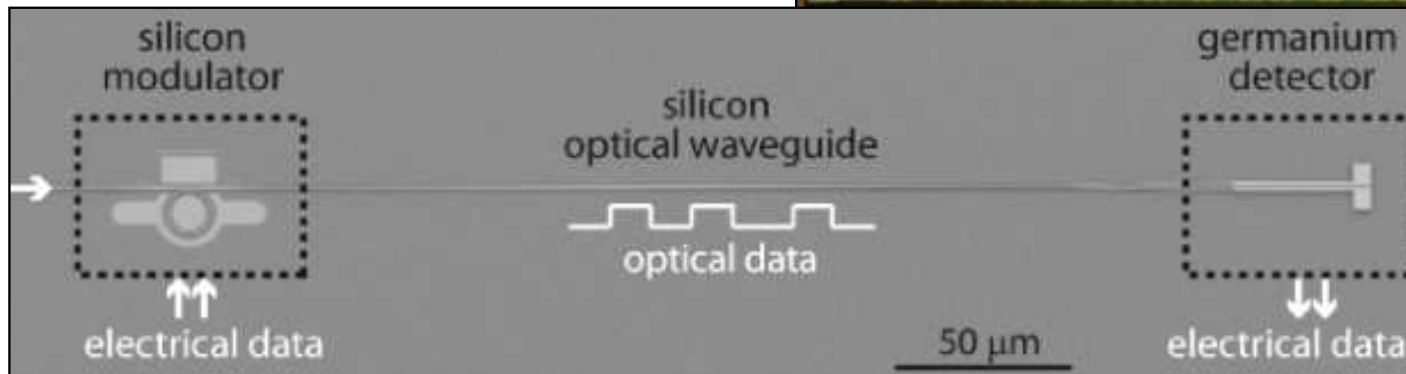 silicon
modulator
silicon
optical waveguide
germanium
detector
optical data
electrical data
50 μm
electrical data